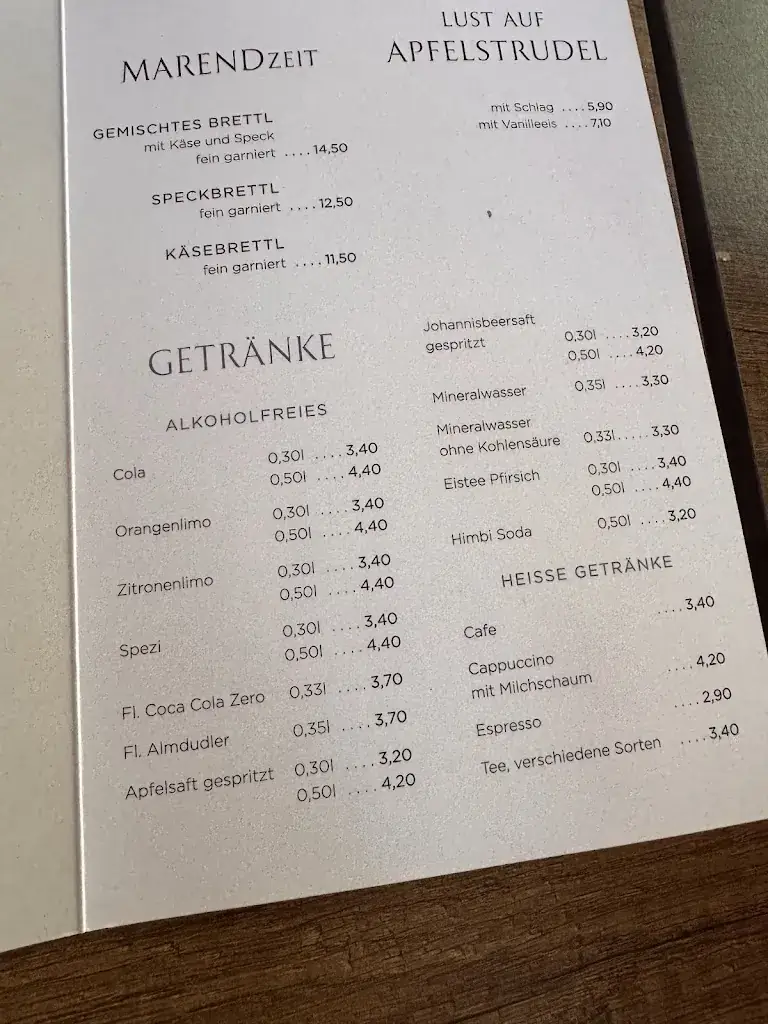 MARENDZEIT
GEMISCHTES BRETTL
mit Käse und Speck
fein garniert ....14,50
SPECKBRETTL
fein garniert ....12,50
KÄSEBRETTL
fein garniert ....11,50
LUST AUF
APFELSTRUDEL
mit Schlag ....5,90
mit Vanilleeis ....7,10
GETRÄNKE
ALKOHOLFREIES
Cola 0,30l ....3,40
0,50l ....4,40
Orangenlimo 0,30l ....3,40
0,50l ....4,40
Zitronenlimo 0,30l ....3,40
0,50l ....4,40
Spezi 0,30l ....3,40
0,50l ....4,40
Fl. Coca Cola Zero 0,33l ....3,70
Fl. Almdudler 0,35l ....3,70
Apfelsaft gespritzt 0,30l ....3,20
0,50l ....4,20
Johannisbeersaft
gespritzt 0,30l ....3,20
0,50l ....4,20
Mineralwasser 0,35l ....3,30
Mineralwasser
ohne Kohlensäure 0,33l.....3,30
Eistee Pfirsich 0,30l ....3,40
0,50l ....4,40
Himbi Soda 0,50l ....3,20
HEISSE GETRÄNKE
Cafe ....3,40
Cappuccino
mit Milchschaum ....4,20
Espresso ....2,90
Tee, verschiedene Sorten ....3,40